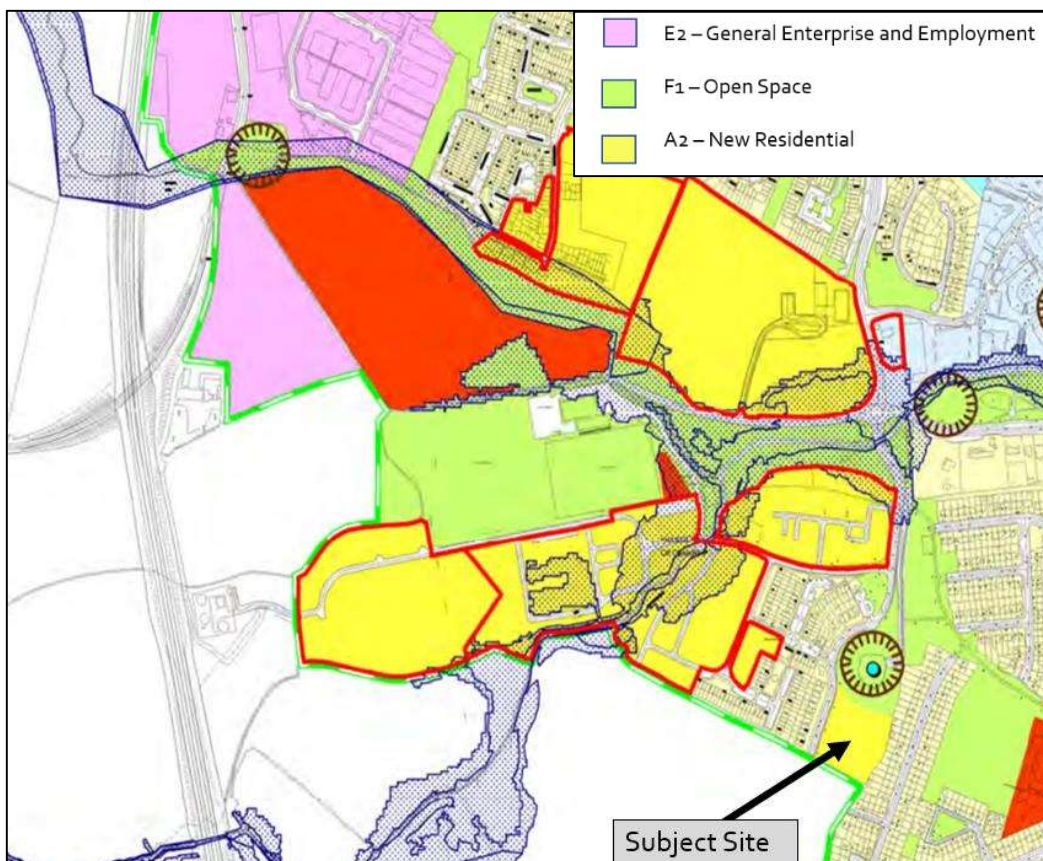 E2 – General Enterprise and Employment
F1 – Open Space
A2 – New Residential
Subject Site